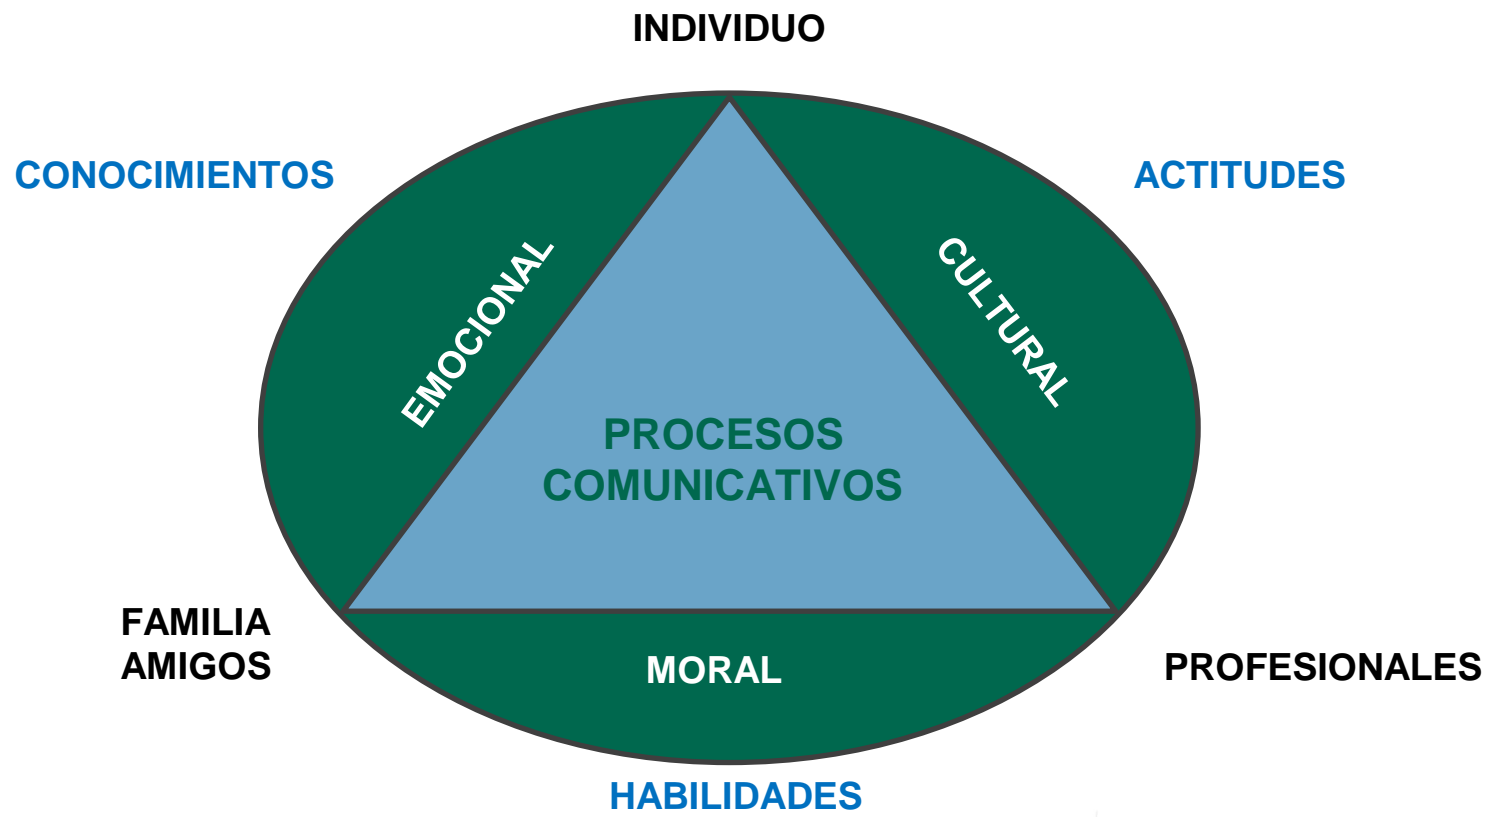 INDIVIDUO
CONOCIMIENTOS
ACTITUDES
EMOCIONAL
CULTURAL
PROCESOS
COMUNICATIVOS
FAMILIA
AMIGOS
MORAL
PROFESIONALES
HABILIDADES